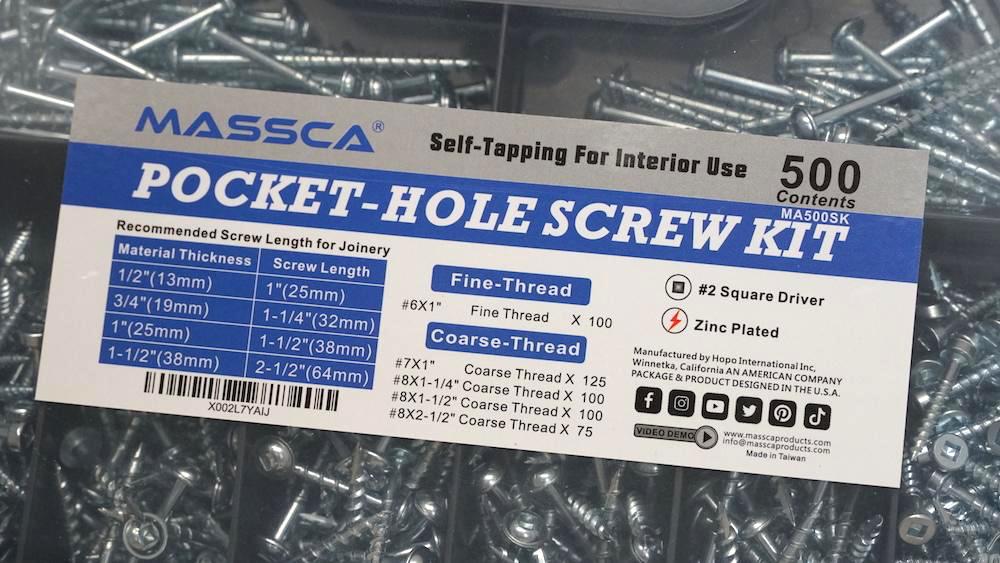 MASSCA®
Self-Tapping For Interior Use
500
Contents
MA500SK
POCKET-HOLE SCREW KIT
Recommended Screw Length for Joinery
Material Thickness Screw Length
1/2"(13mm) 1"(25mm)
3/4"(19mm) 1-1/4"(32mm)
1"(25mm) 1-1/2"(38mm)
1-1/2"(38mm) 2-1/2"(64mm)
X002L7YAIJ
Fine-Thread
#6X1" Fine Thread X 100
Coarse-Thread
#7X1" Coarse Thread X 125
#8X1-1/4" Coarse Thread X 100
#8X1-1/2" Coarse Thread X 100
#8X2-1/2" Coarse Thread X 75
#2 Square Driver
Zinc Plated
Manufactured by Hopo International Inc,
Winnetka, California AN AMERICAN COMPANY
PACKAGE & PRODUCT DESIGNED IN THE U.S.A.
VIDEO DEMO
www.masscaproducts.com
info@masscaproducts.com
Made in Taiwan